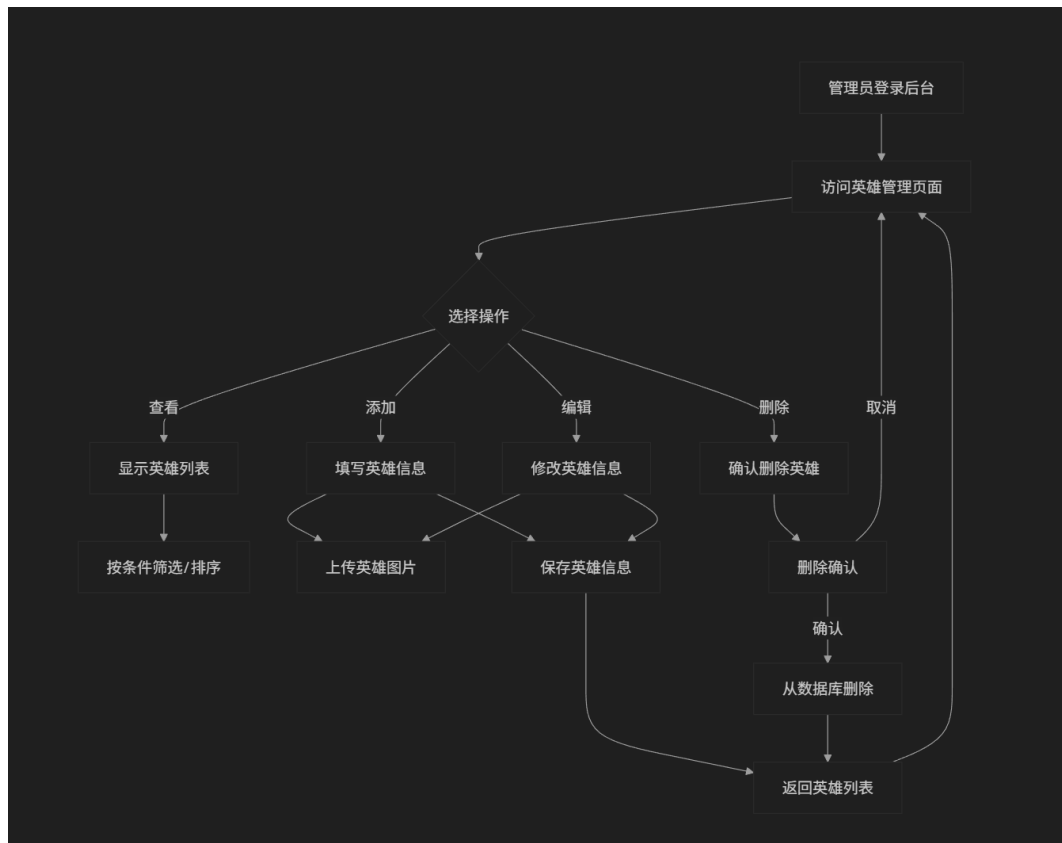 管理员登录后台
访问英雄管理页面
选择操作
查看
添加
编辑
删除
取消
显示英雄列表
填写英雄信息
修改英雄信息
确认删除英雄
按条件筛选/排序
上传英雄图片
保存英雄信息
删除确认
确认
从数据库删除
返回英雄列表